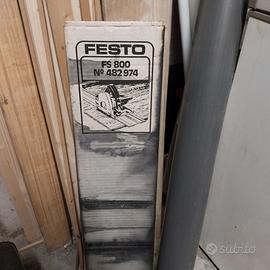 FESTO
FS 800
Nº 482 974
subito